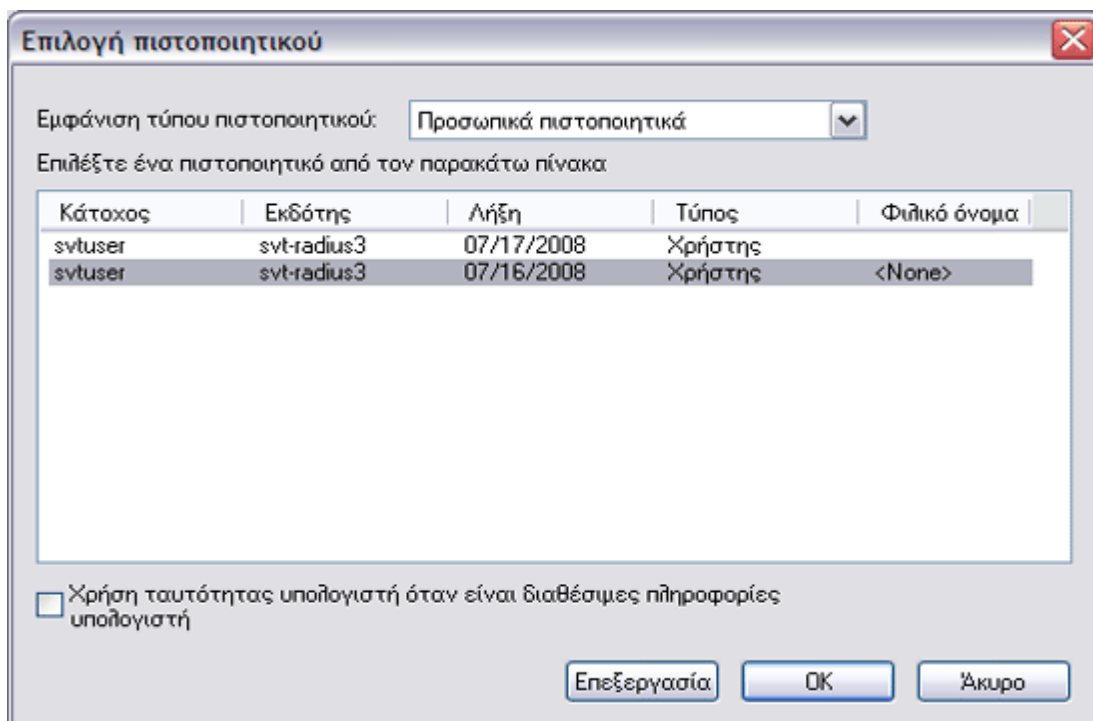 Επιλογή πιστοποιητικού
Εμφάνιση τύπου πιστοποιητικού: Προσωπικά πιστοποιητικά
Επιλέξτε ένα πιστοποιητικό από τον παρακάτω πίνακα
Κάτοχος Εκδότης Λήξη Τύπος Φιλικό όνομα
svtuser svt-radius3 07/17/2008 Χρήστης
svtuser svt-radius3 07/16/2008 Χρήστης <None>
Χρήση ταυτότητας υπολογιστή όταν είναι διαθέσιμες πληροφορίες
υπολογιστή
Επεξεργασία OK Άκυρο